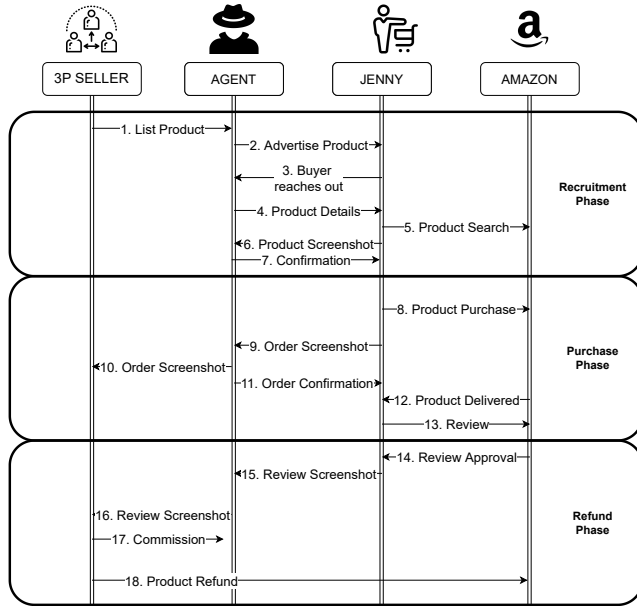 3P SELLER
AGENT
JENNY
AMAZON
1. List Product
2. Advertise Product
3. Buyer
reaches out
4. Product Details
5. Product Search
6. Product Screenshot
7. Confirmation
Recruitment
Phase
8. Product Purchase
9. Order Screenshot
10. Order Screenshot
11. Order Confirmation
12. Product Delivered
13. Review
Purchase
Phase
14. Review Approval
15. Review Screenshot
16. Review Screenshot
17. Commission
18. Product Refund
Refund
Phase